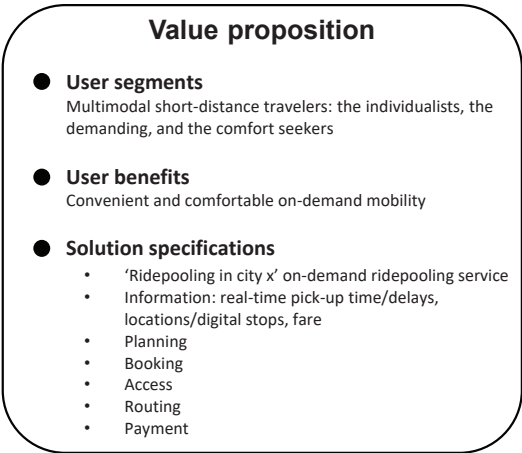 Value proposition
● User segments
Multimodal short-distance travelers: the individualists, the
demanding, and the comfort seekers
● User benefits
Convenient and comfortable on-demand mobility
● Solution specifications
• ‘Ridepooling in city x’ on-demand ridepooling service
• Information: real-time pick-up time/delays,
locations/digital stops, fare
• Planning
• Booking
• Access
• Routing
• Payment